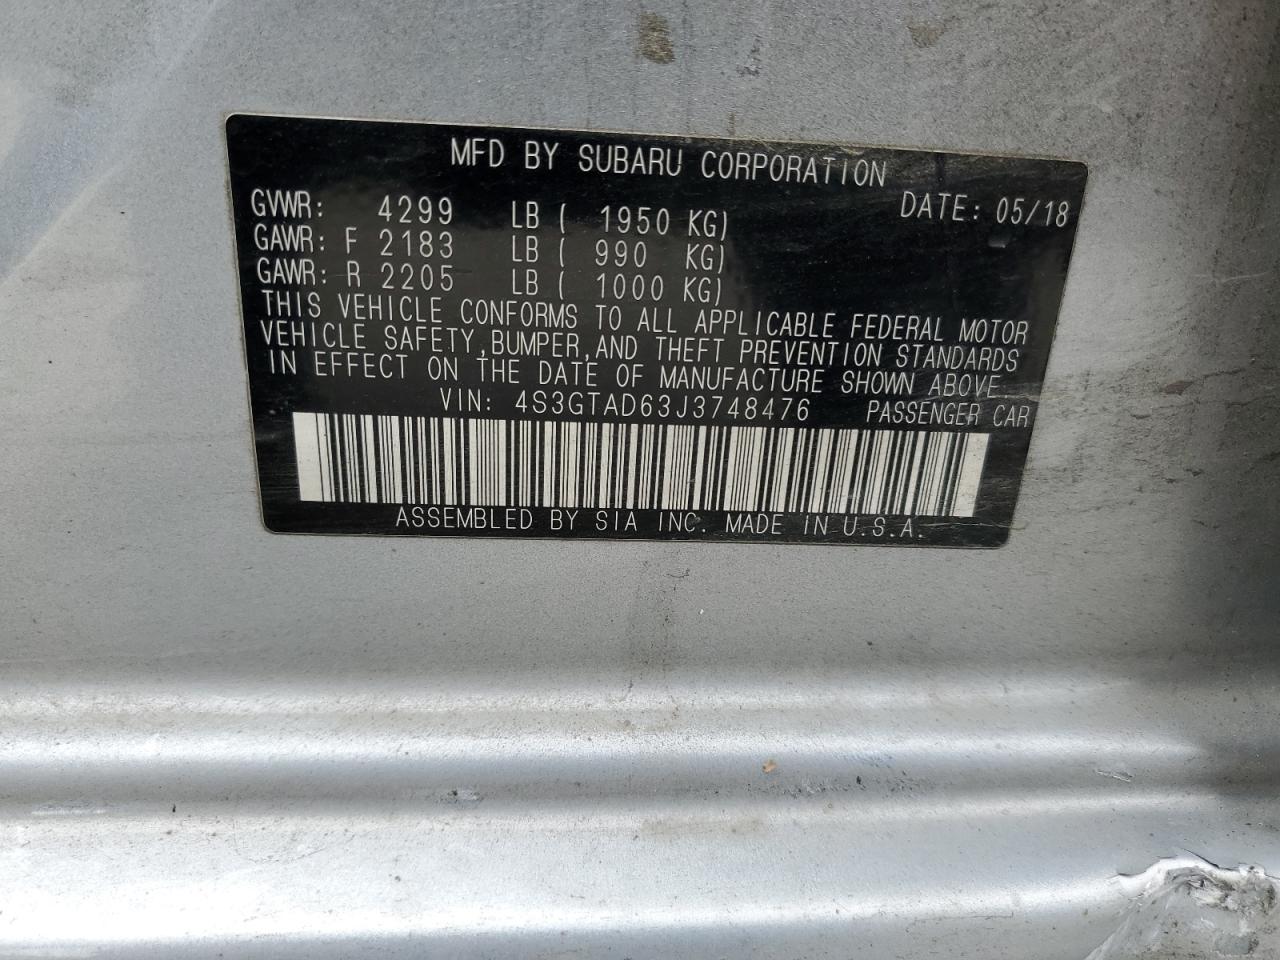 MFD BY SUBARU CORPORATION
DATE: 05/18
GVWR: 4299 LB ( 1950 KG)
GAWR: F 2183 LB ( 990 KG)
GAWR: R 2205 LB ( 1000 KG)
THIS VEHICLE CONFORMS TO ALL APPLICABLE FEDERAL MOTOR
VEHICLE SAFETY, BUMPER, AND THEFT PREVENTION STANDARDS
IN EFFECT ON THE DATE OF MANUFACTURE SHOWN ABOVE.
VIN: 4S3GTAD63J3748476 PASSENGER CAR
ASSEMBLED BY SIA INC. MADE IN U.S.A.